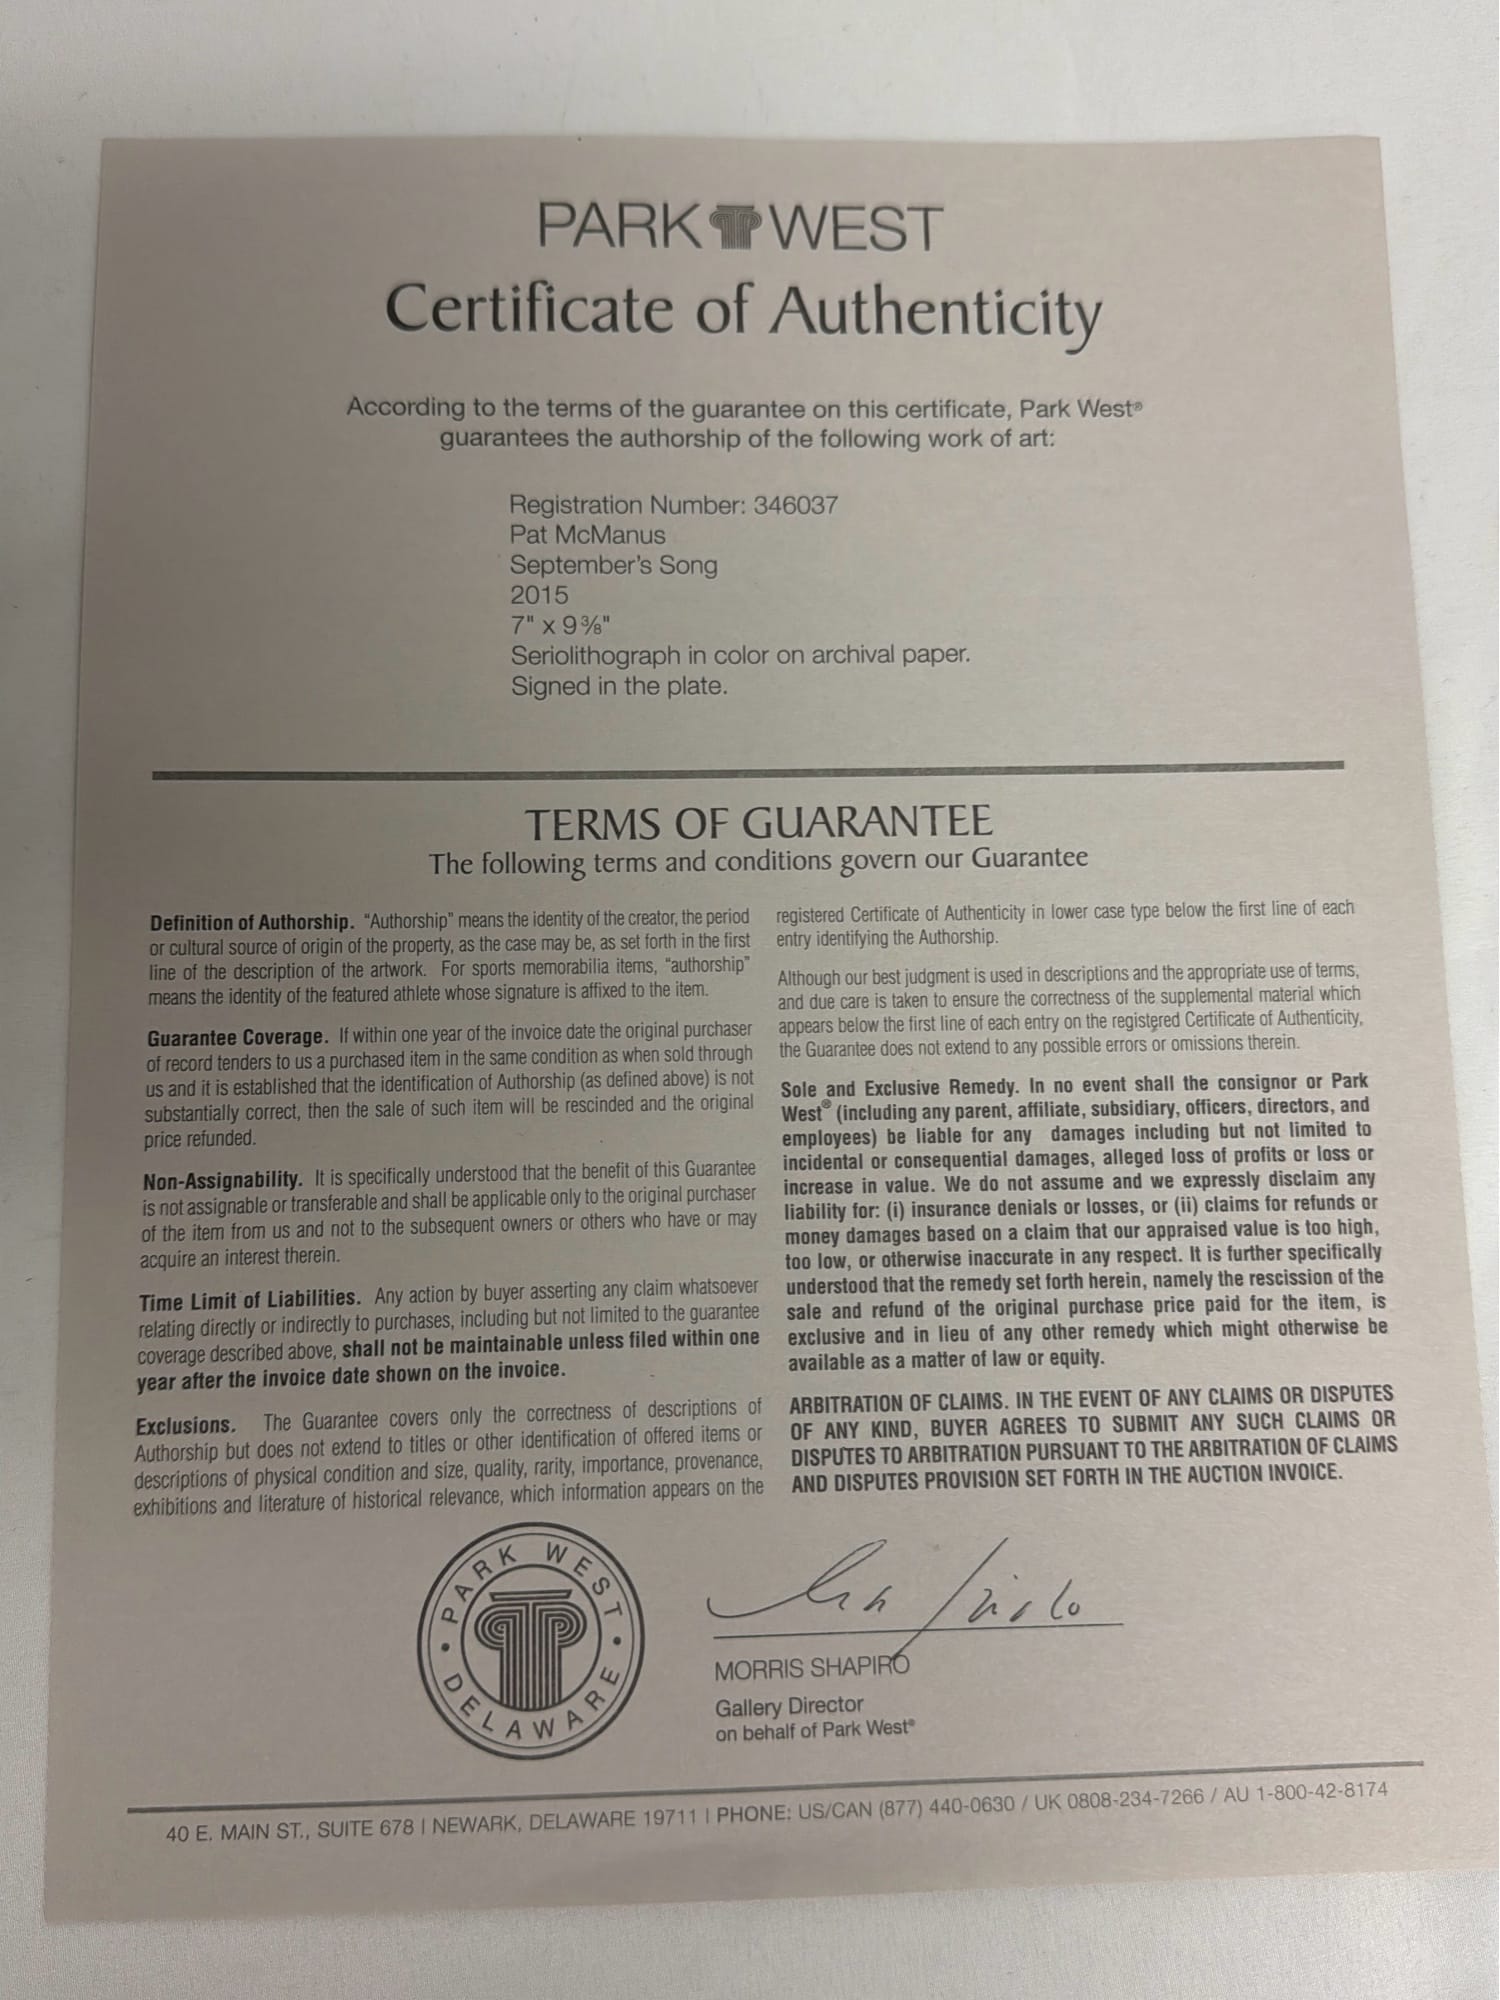 PARK WEST
Certificate of Authenticity
According to the terms of the guarantee on this certificate, Park West®
guarantees the authorship of the following work of art:
Registration Number: 346037
Pat McManus
September's Song
2015
7" x 9⅜"
Seriolithograph in color on archival paper.
Signed in the plate.
TERMS OF GUARANTEE
The following terms and conditions govern our Guarantee
Definition of Authorship. “Authorship” means the identity of the creator, the period
or cultural source of origin of the property, as the case may be, as set forth in the first
line of the description of the artwork. For sports memorabilia items, “authorship”
means the identity of the featured athlete whose signature is affixed to the item.
Guarantee Coverage. If within one year of the invoice date the original purchaser
of record tenders to us a purchased item in the same condition as when sold through
us and it is established that the identification of Authorship (as defined above) is not
substantially correct, then the sale of such item will be rescinded and the original
price refunded.
Non-Assignability. It is specifically understood that the benefit of this Guarantee
is not assignable or transferable and shall be applicable only to the original purchaser
of the item from us and not to the subsequent owners or others who have or may
acquire an interest therein.
Time Limit of Liabilities. Any action by buyer asserting any claim whatsoever
relating directly or indirectly to purchases, including but not limited to the guarantee
coverage described above, shall not be maintainable unless filed within one
year after the invoice date shown on the invoice.
Exclusions. The Guarantee covers only the correctness of descriptions of
Authorship but does not extend to titles or other identification of offered items or
descriptions of physical condition and size, quality, rarity, importance, provenance,
exhibitions and literature of historical relevance, which information appears on the
registered Certificate of Authenticity in lower case type below the first line of each
entry identifying the Authorship.
Although our best judgment is used in descriptions and the appropriate use of terms,
and due care is taken to ensure the correctness of the supplemental material which
appears below the first line of each entry on the registered Certificate of Authenticity,
the Guarantee does not extend to any possible errors or omissions therein.
Sole and Exclusive Remedy. In no event shall the consignor or Park
West® (including any parent, affiliate, subsidiary, officers, directors, and
employees) be liable for any damages including but not limited to
incidental or consequential damages, alleged loss of profits or loss or
increase in value. We do not assume and we expressly disclaim any
liability for: (i) insurance denials or losses, or (ii) claims for refunds or
money damages based on a claim that our appraised value is too high,
too low, or otherwise inaccurate in any respect. It is further specifically
understood that the remedy set forth herein, namely the rescission of the
sale and refund of the original purchase price paid for the item, is
exclusive and in lieu of any other remedy which might otherwise be
available as a matter of law or equity.
ARBITRATION OF CLAIMS. IN THE EVENT OF ANY CLAIMS OR DISPUTES
OF ANY KIND, BUYER AGREES TO SUBMIT ANY SUCH CLAIMS OR
DISPUTES TO ARBITRATION PURSUANT TO THE ARBITRATION OF CLAIMS
AND DISPUTES PROVISION SET FORTH IN THE AUCTION INVOICE.
PARK WEST
• DELAWARE •
MORRIS SHAPIRO
Gallery Director
on behalf of Park West®
40 E. MAIN ST., SUITE 678 | NEWARK, DELAWARE 19711 | PHONE: US/CAN (877) 440-0630 / UK 0808-234-7266 / AU 1-800-42-8174